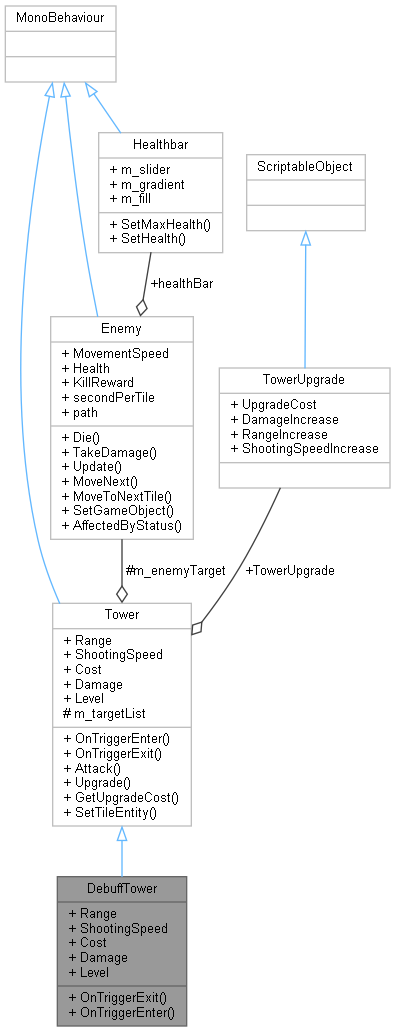 MonoBehaviour
Healthbar
+ m_slider
+ m_gradient
+ m_fill
+ SetMaxHealth()
+ SetHealth()
ScriptableObject
+healthBar
Enemy
+ MovementSpeed
+ Health
+ KillReward
+ secondPerTile
+ path
+ Die()
+ TakeDamage()
+ Update()
+ MoveNext()
+ MoveToNextTile()
+ SetGameObject()
+ AffectedByStatus()
TowerUpgrade
+ UpgradeCost
+ DamageIncrease
+ RangeIncrease
+ ShootingSpeedIncrease
#m_enemyTarget
+TowerUpgrade
Tower
+ Range
+ ShootingSpeed
+ Cost
+ Damage
+ Level
# m_targetList
+ OnTriggerEnter()
+ OnTriggerExit()
+ Attack()
+ Upgrade()
+ GetUpgradeCost()
+ SetTileEntity()
DebuffTower
+ Range
+ ShootingSpeed
+ Cost
+ Damage
+ Level
+ OnTriggerExit()
+ OnTriggerEnter()